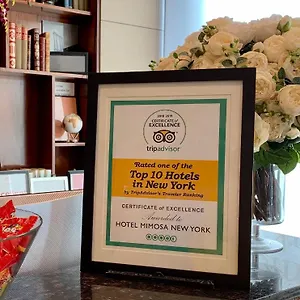 CERTIFICATE of
EXCELLENCE
tripadvisor
Rated one of the
Top 10 Hotels
in New York
by TripAdvisor's Traveler Ranking
CERTIFICATE of EXCELLENCE
Awarded to
HOTEL MIMOSA NEW YORK